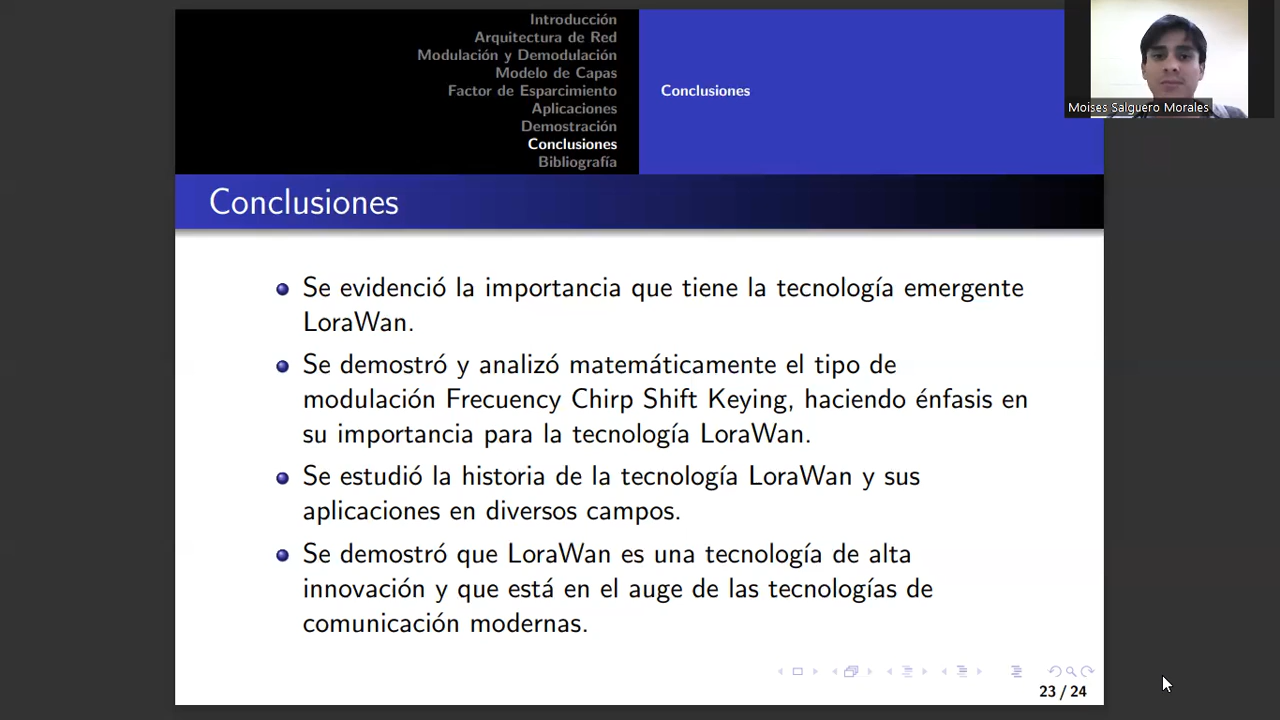 Introducción
Arquitectura de Red
Modulación y Demodulación
Modelo de Capas
Factor de Esparcimiento
Aplicaciones
Demostración
Conclusiones
Bibliografía
Conclusiones
Moises Salguero Morales
Conclusiones
Se evidenció la importancia que tiene la tecnología emergente
LoraWan.
Se demostró y analizó matemáticamente el tipo de
modulación Frecuency Chirp Shift Keying, haciendo énfasis en
su importancia para la tecnología LoraWan.
Se estudió la historia de la tecnología LoraWan y sus
aplicaciones en diversos campos.
Se demostró que LoraWan es una tecnología de alta
innovación y que está en el auge de las tecnologías de
comunicación modernas.
23 / 24